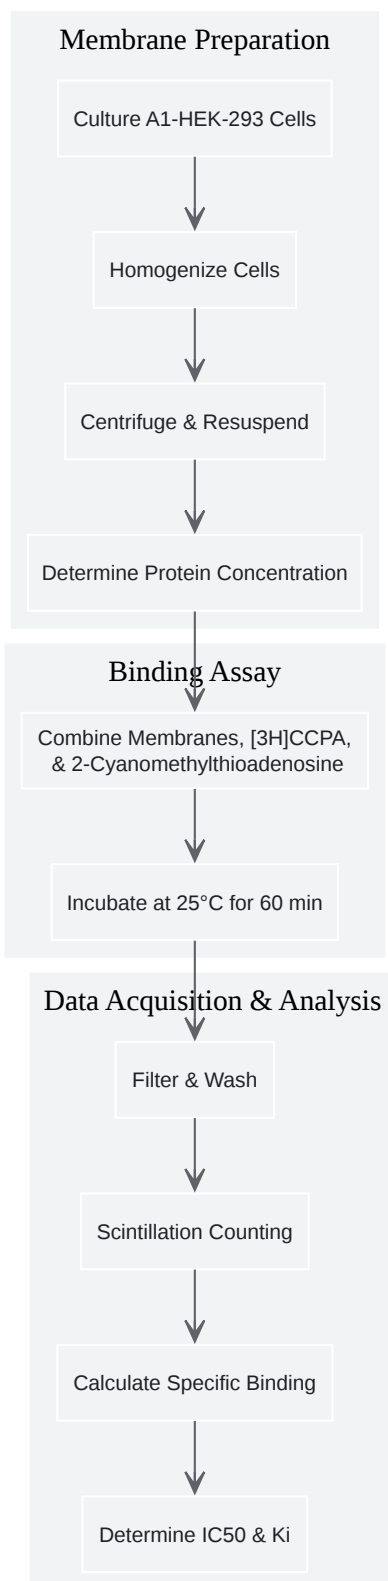 Membrane Preparation
Culture A1-HEK-293 Cells
Homogenize Cells
Centrifuge & Resuspend
Determine Protein Concentration
Binding Assay
Combine Membranes, [3H]CCPA,
& 2-Cyanomethylthioadenosine
Incubate at 25°C for 60 min
Data Acquisition & Analysis
Filter & Wash
Scintillation Counting
Calculate Specific Binding
Determine IC50 & Ki